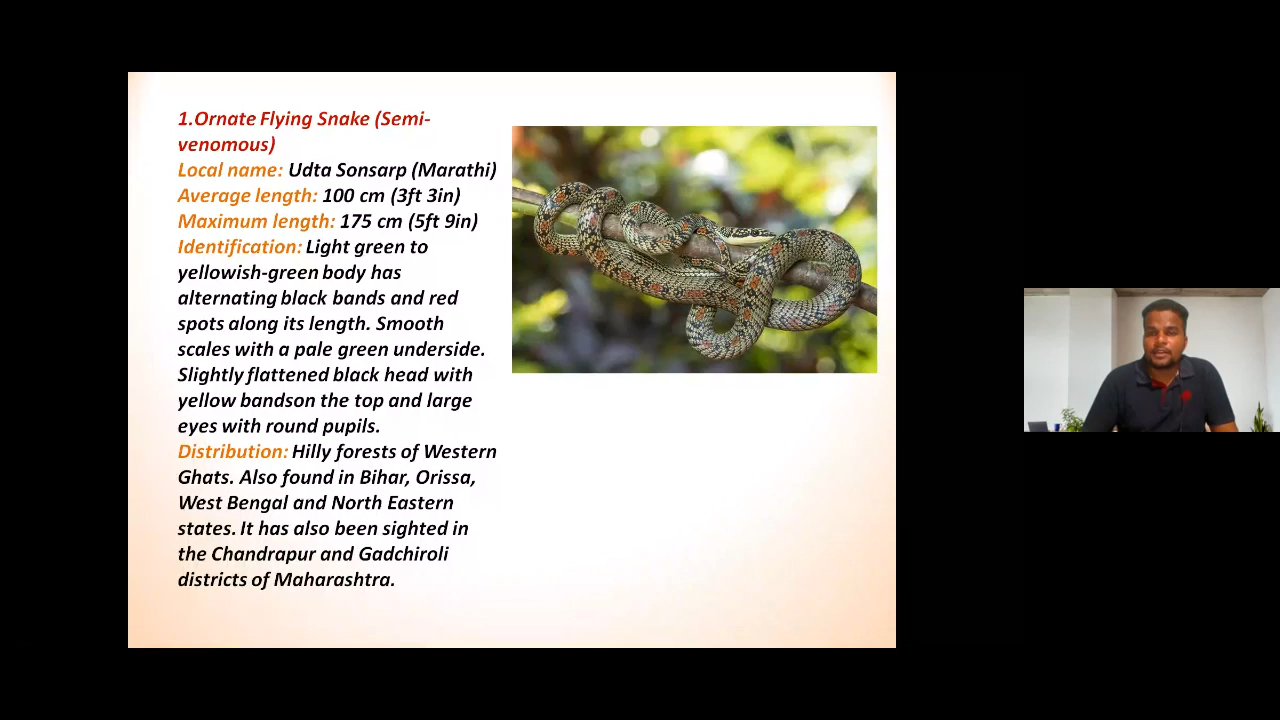 1.Ornate Flying Snake (Semi-
venomous)
Local name: Udta Sonsarp (Marathi)
Average length: 100 cm (3ft 3in)
Maximum length: 175 cm (5ft 9in)
Identification: Light green to
yellowish-green body has
alternating black bands and red
spots along its length. Smooth
scales with a pale green underside.
Slightly flattened black head with
yellow bandson the top and large
eyes with round pupils.
Distribution: Hilly forests of Western
Ghats. Also found in Bihar, Orissa,
West Bengal and North Eastern
states. It has also been sighted in
the Chandrapur and Gadchiroli
districts of Maharashtra.